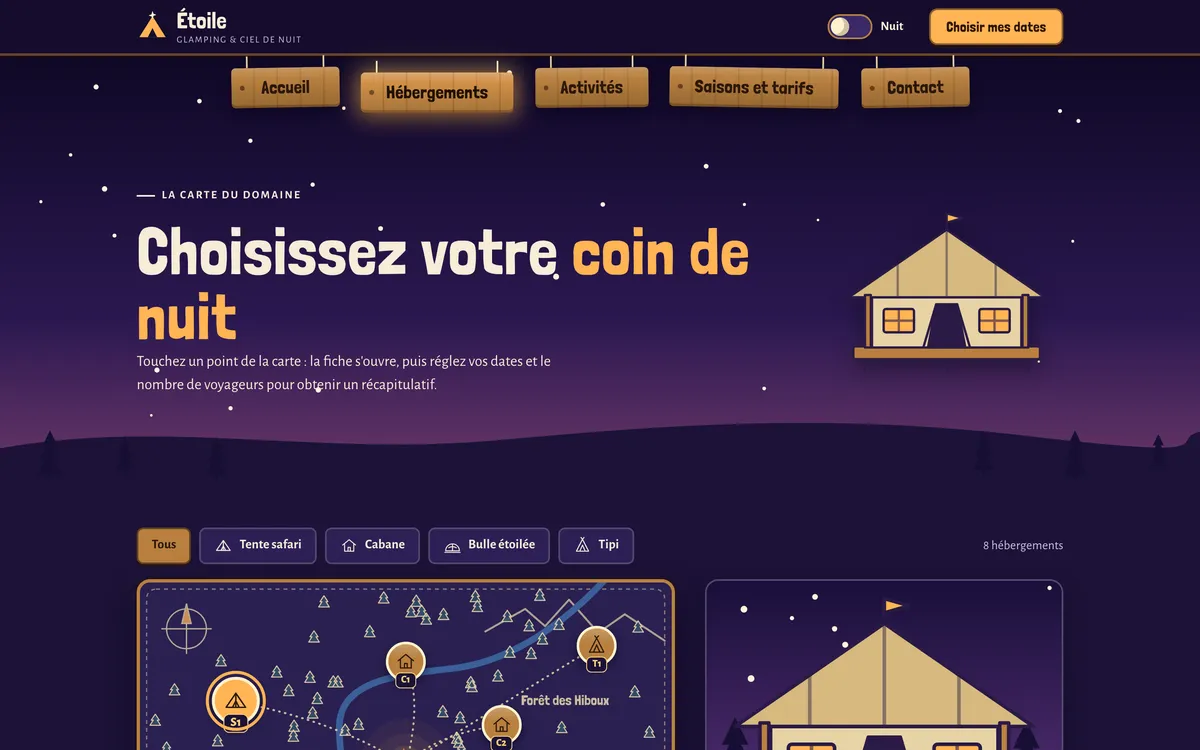 Étoile
GLAMPING & CIEL DE NUIT
Nuit
Choisir mes dates
Accueil
Hébergements
Activités
Saisons et tarifs
Contact
LA CARTE DU DOMAINE
Choisissez votre coin de
nuit
Touchez un point de la carte : la fiche s'ouvre, puis réglez vos dates et le
nombre de voyageurs pour obtenir un récapitulatif.
Tous
Tente safari
Cabane
Bulle étoilée
Tipi
8 hébergements
T1
C1
Forêt des Hiboux
S1
C2